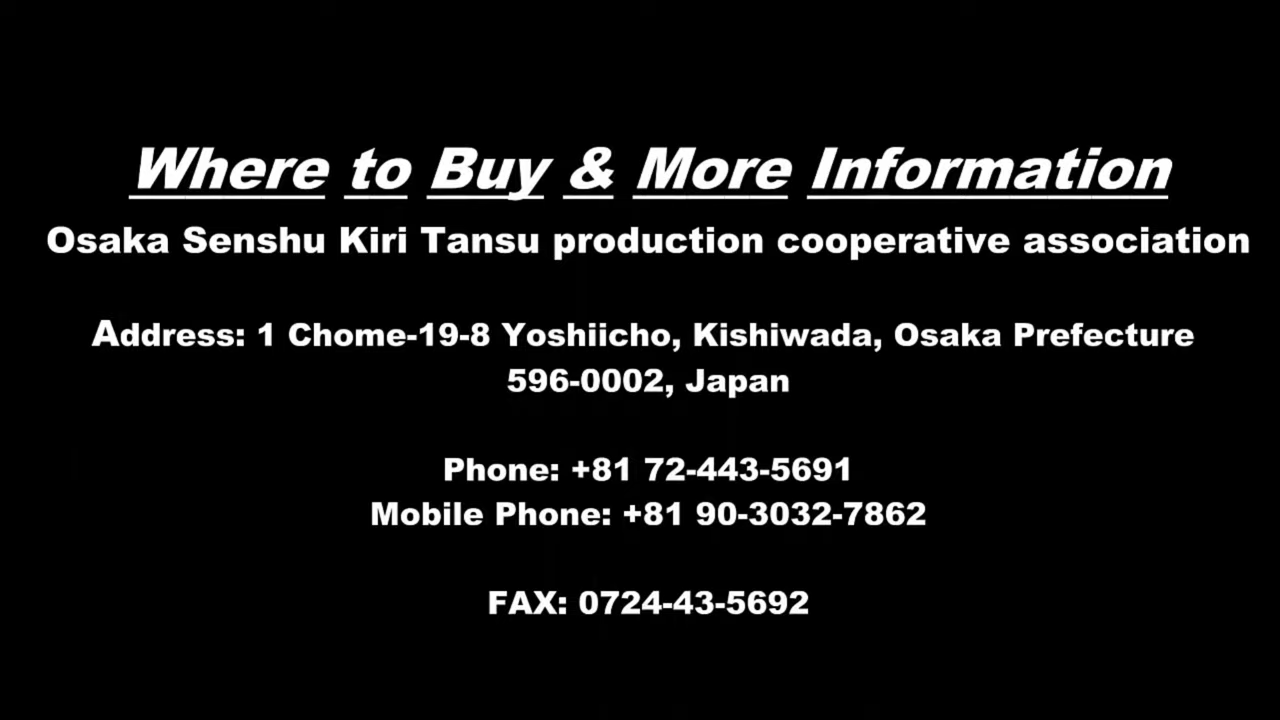 Where to Buy & More Information
Osaka Senshu Kiri Tansu production cooperative association
Address: 1 Chome-19-8 Yoshiicho, Kishiwada, Osaka Prefecture
596-0002, Japan
Phone: +81 72-443-5691
Mobile Phone: +81 90-3032-7862
FAX: 0724-43-5692